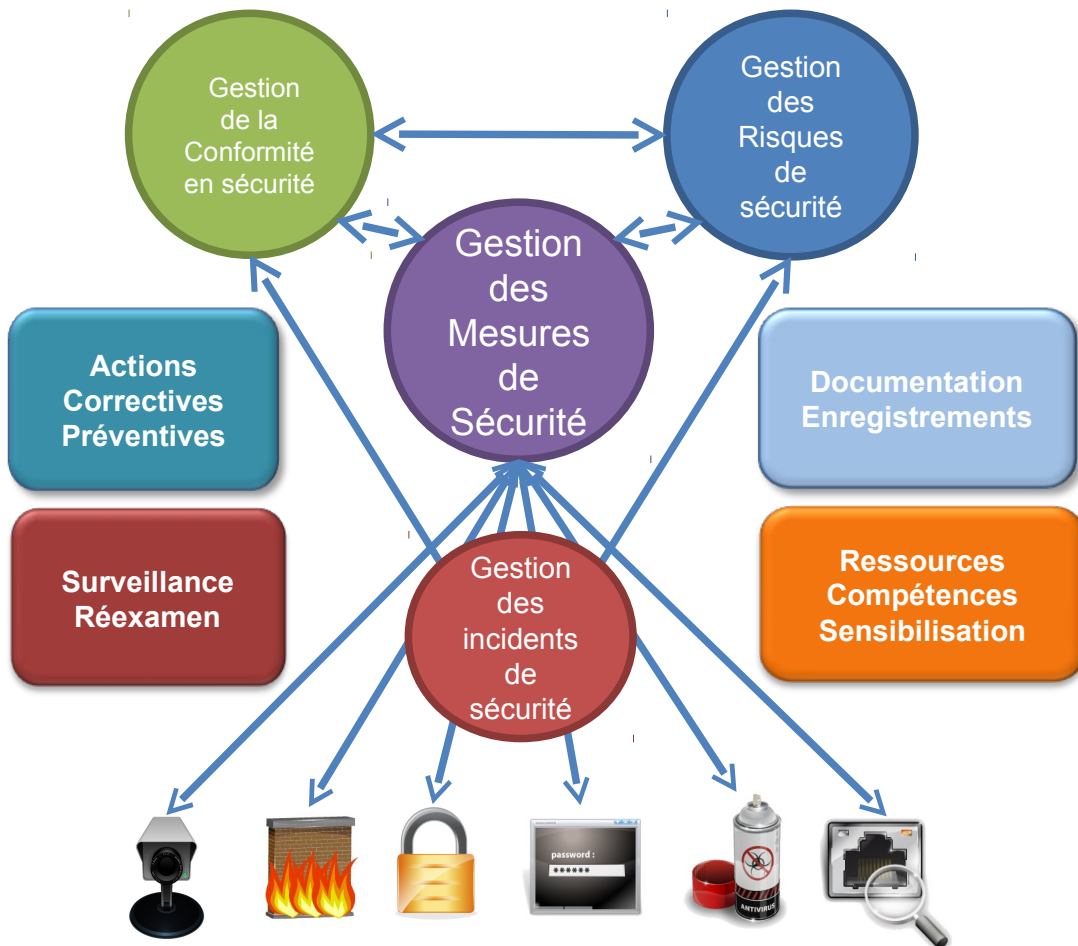 Gestion
de la
Conformité
en sécurité
Gestion
des
Risques
de
sécurité
Gestion
des
Mesures
de
Sécurité
Actions
Correctives
Préventives
Documentation
Enregistrements
Surveillance
Réexamen
Gestion
des
incidents
de
sécurité
Ressources
Compétences
Sensibilisation
password :
******
ANTIVIRUS